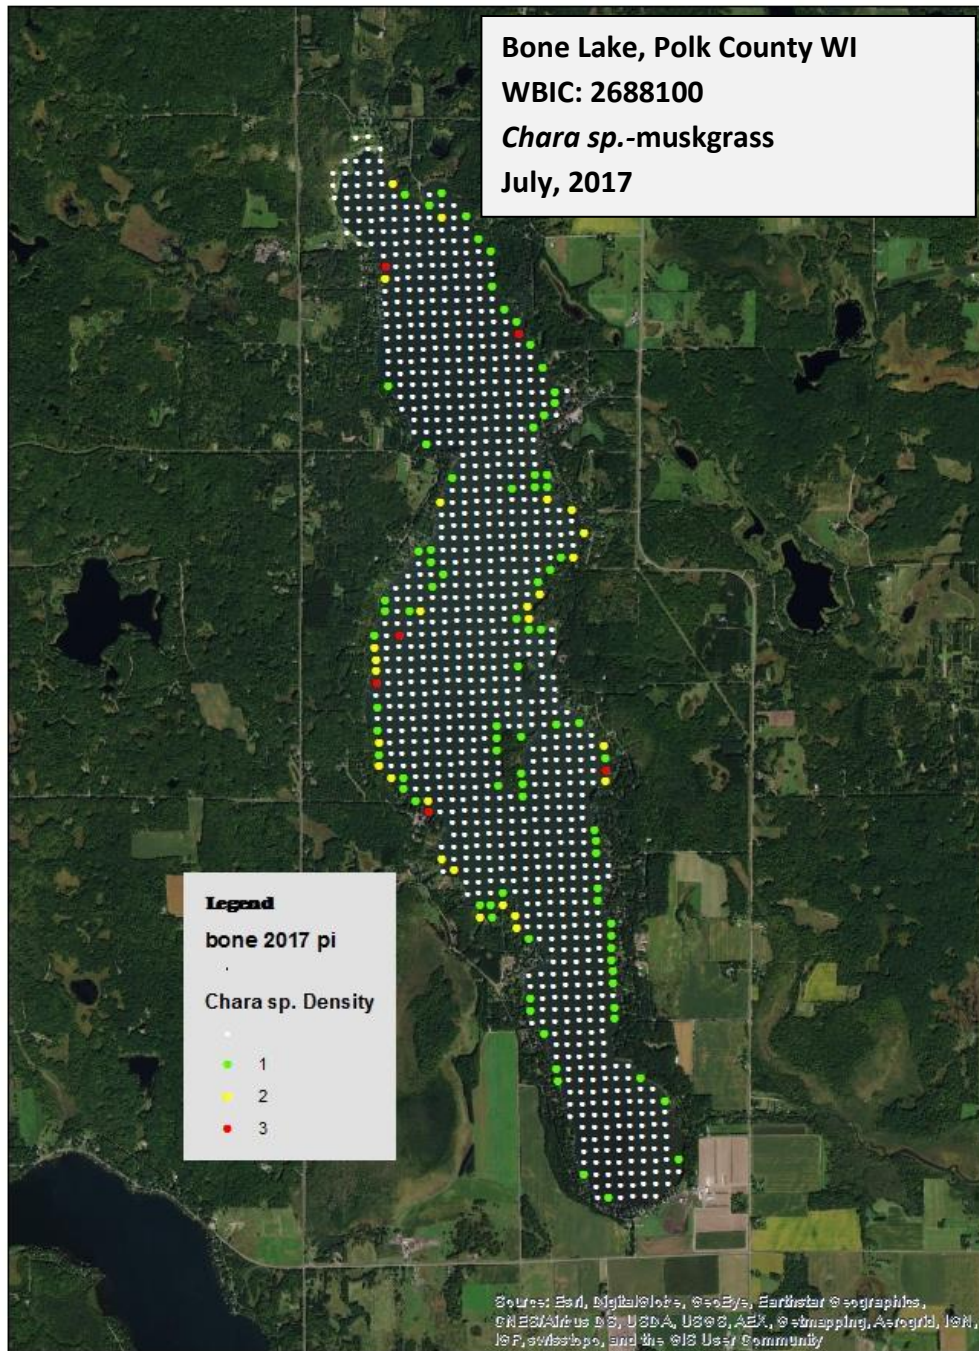 Bone Lake, Polk County WI
WBIC: 2688100
Chara sp.-muskgrass
July, 2017
Legend
bone 2017 pi
Chara sp. Density
1
2
3
Source: Esri, DigitalGlobe, GeoEye, Earthstar Geographics,
CNES/Airbus DS, USDA, USGS, AEX, Getmapping, Aerogrid, IGN,
IGP, swisstopo, and the GIS User Community